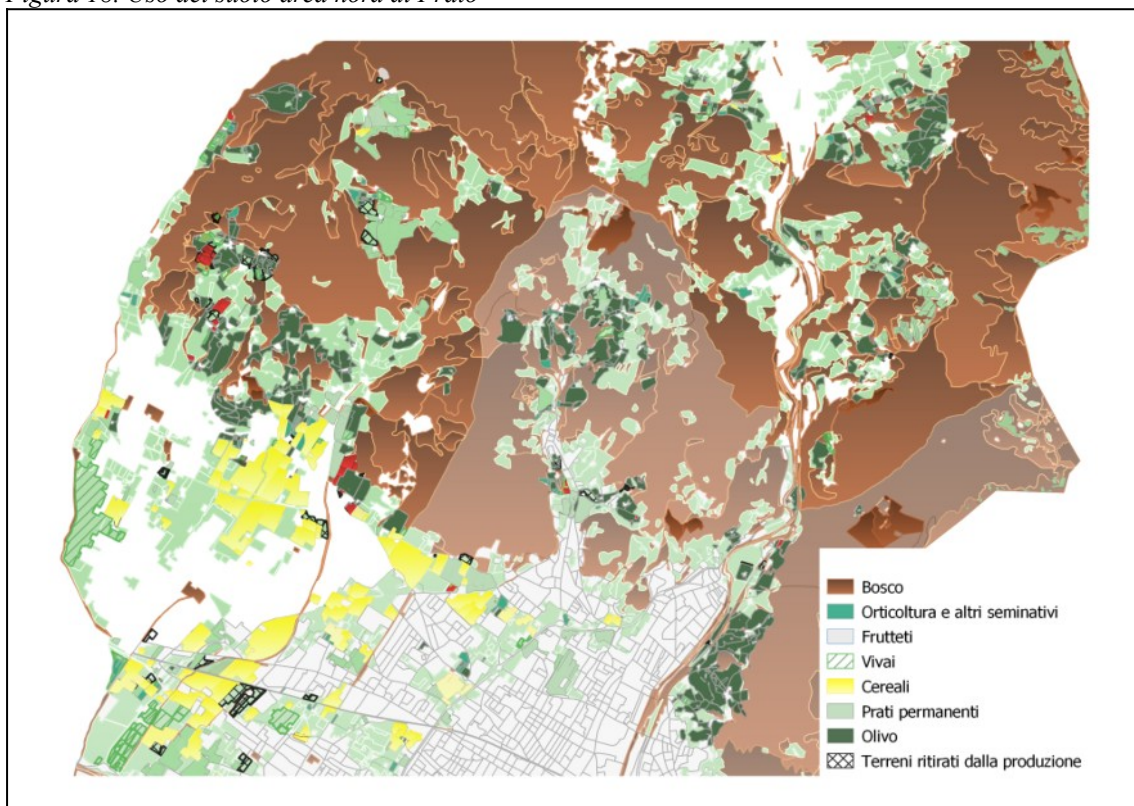 Figura 18. Uso del suolo area nord di Prato
Bosco
Orticoltura e altri seminativi
Frutteti
Vivai
Cereali
Prati permanenti
Olivo
Terreni ritirati dalla produzione